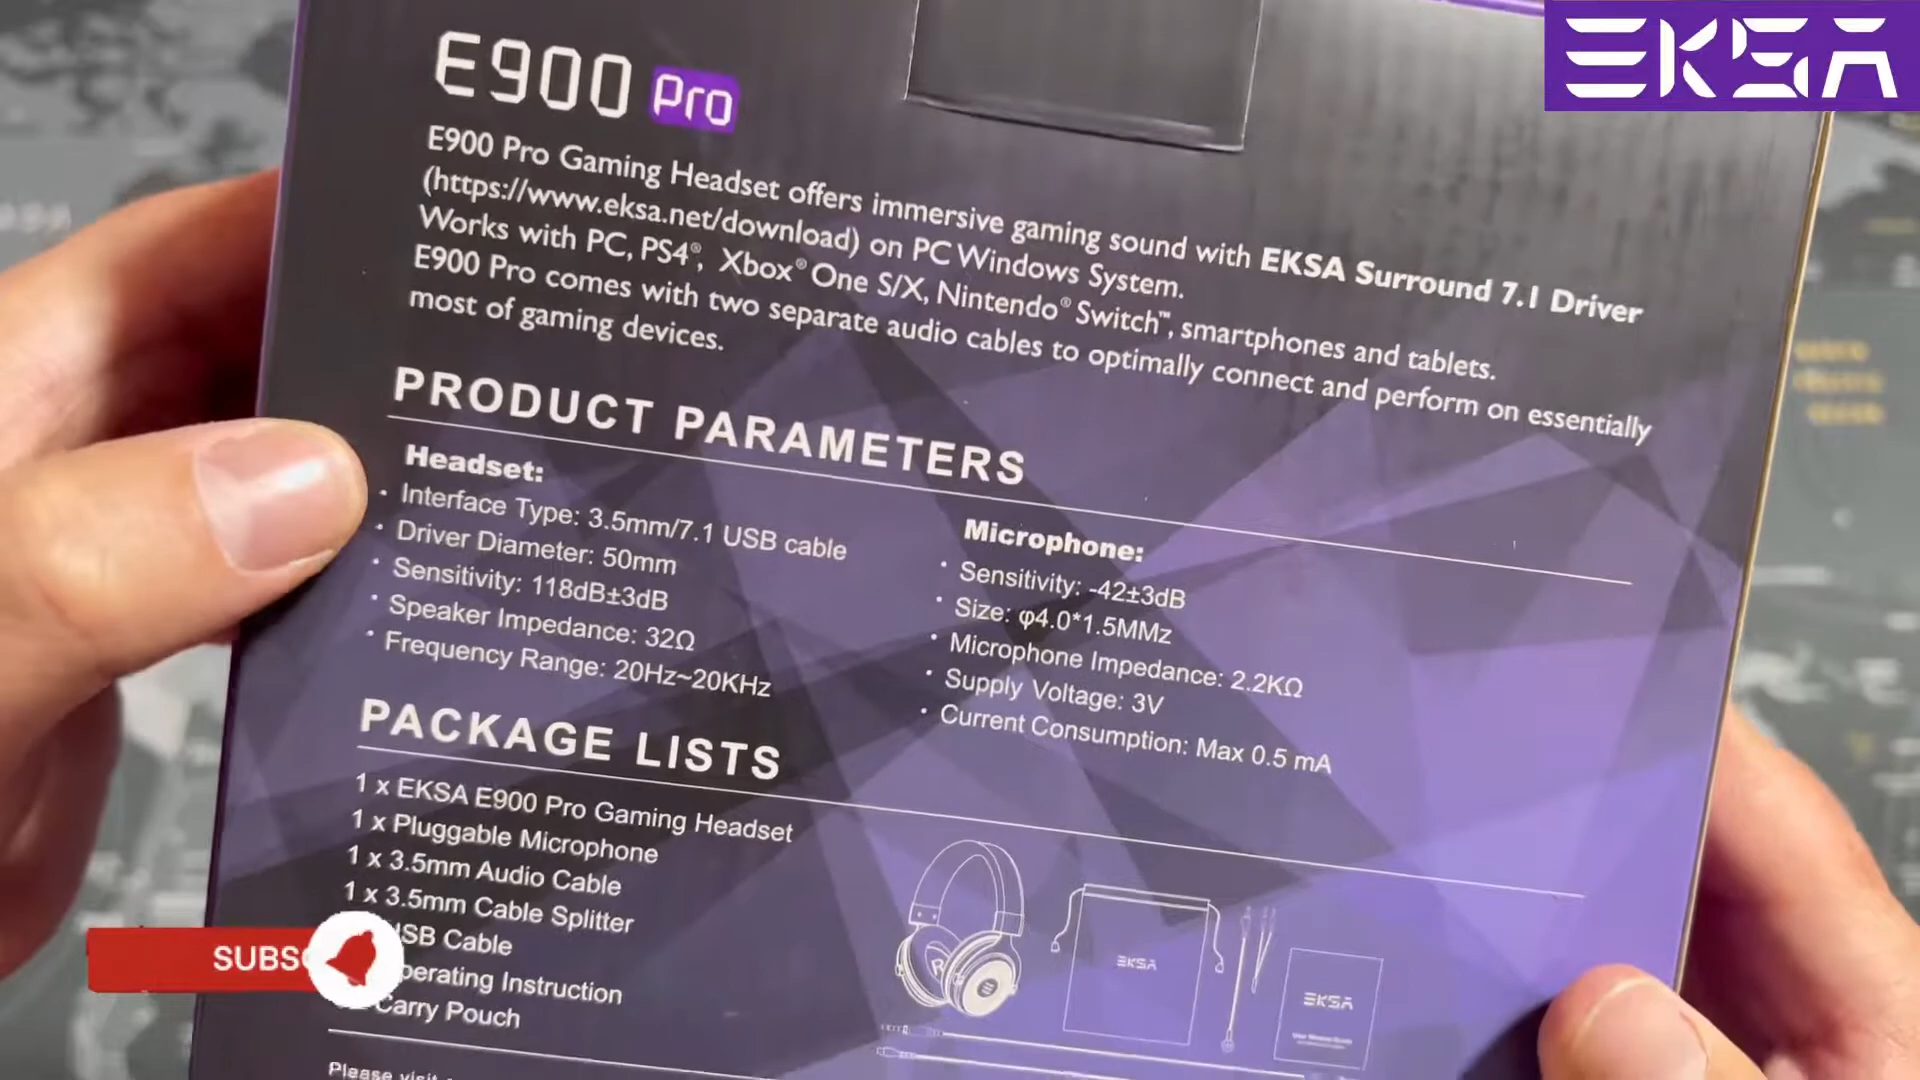 EKSA
E900 Pro
E900 Pro Gaming Headset offers immersive gaming sound with EKSA Surround 7.1 Driver
(https://www.eksa.net/download) on PC Windows System.
Works with PC, PS4®, Xbox® One S/X, Nintendo® Switch™, smartphones and tablets.
E900 Pro comes with two separate audio cables to optimally connect and perform on essentially
most of gaming devices.
PRODUCT PARAMETERS
Headset:
· Interface Type: 3.5mm/7.1 USB cable
· Driver Diameter: 50mm
· Sensitivity: 118dB±3dB
· Speaker Impedance: 32Ω
· Frequency Range: 20Hz~20KHz
Microphone:
· Sensitivity: -42±3dB
· Size: φ4.0*1.5MMz
· Microphone Impedance: 2.2KΩ
· Supply Voltage: 3V
· Current Consumption: Max 0.5 mA
PACKAGE LISTS
1 x EKSA E900 Pro Gaming Headset
1 x Pluggable Microphone
1 x 3.5mm Audio Cable
1 x 3.5mm Cable Splitter
SB Cable
perating Instruction
Carry Pouch
EKSA
EKSA
SUBS
Please visit